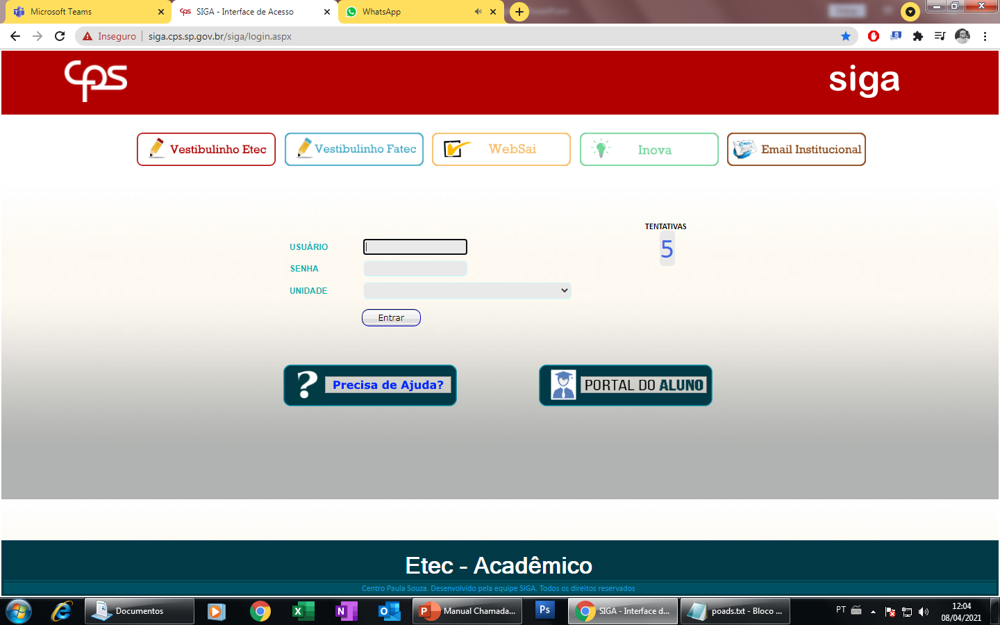 Microsoft Teams
SIGA - Interface de Acesso
WhatsApp
Inseguro
siga.cps.sp.gov.br/siga/login.aspx
cps
siga
Vestibulinho Etec
Vestibulinho Fatec
WebSai
Inova
Email Institucional
TENTATIVAS
5
USUÁRIO
SENHA
UNIDADE
Entrar
? Precisa de Ajuda?
PORTAL DO ALUNO
Etec - Acadêmico
Centro Paula Souza. Desenvolvido pela equipe SIGA. Todos os direitos reservados
Documentos
Manual Chamada...
Ps
SIGA - Interface d...
poads.txt - Bloco ...
PT
12:04
08/04/2021